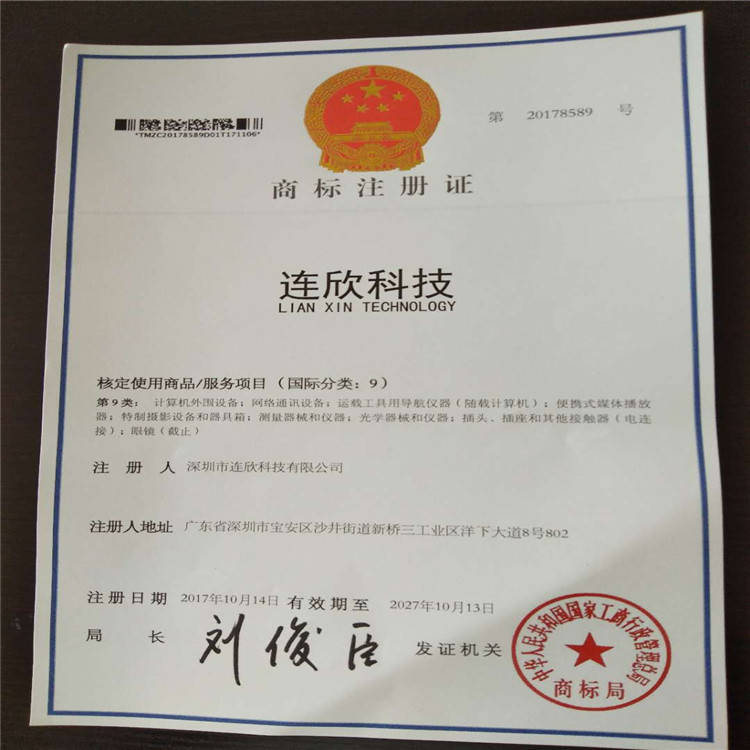 *TMZC20178589D01T171106*
第 20178589 号
商标注册证
连欣科技
LIAN XIN TECHNOLOGY
核定使用商品/服务项目（国际分类：9）
第9类：计算机外围设备；网络通讯设备；运载工具用导航仪器（随载计算机）；便携式媒体播放
器；特制摄影设备和器具箱；测量器械和仪器；光学器械和仪器；插头、插座和其他接触器（电连
接）；眼镜（截止）
注 册 人 深圳市连欣科技有限公司
注册人地址 广东省深圳市宝安区沙井街道新桥三工业区洋下大道8号802
注册日期 2017年10月14日 有效期至 2027年10月13日
局 长 刘俊臣 发证机关
中华人民共和国国家工商行政管理总局
商标局